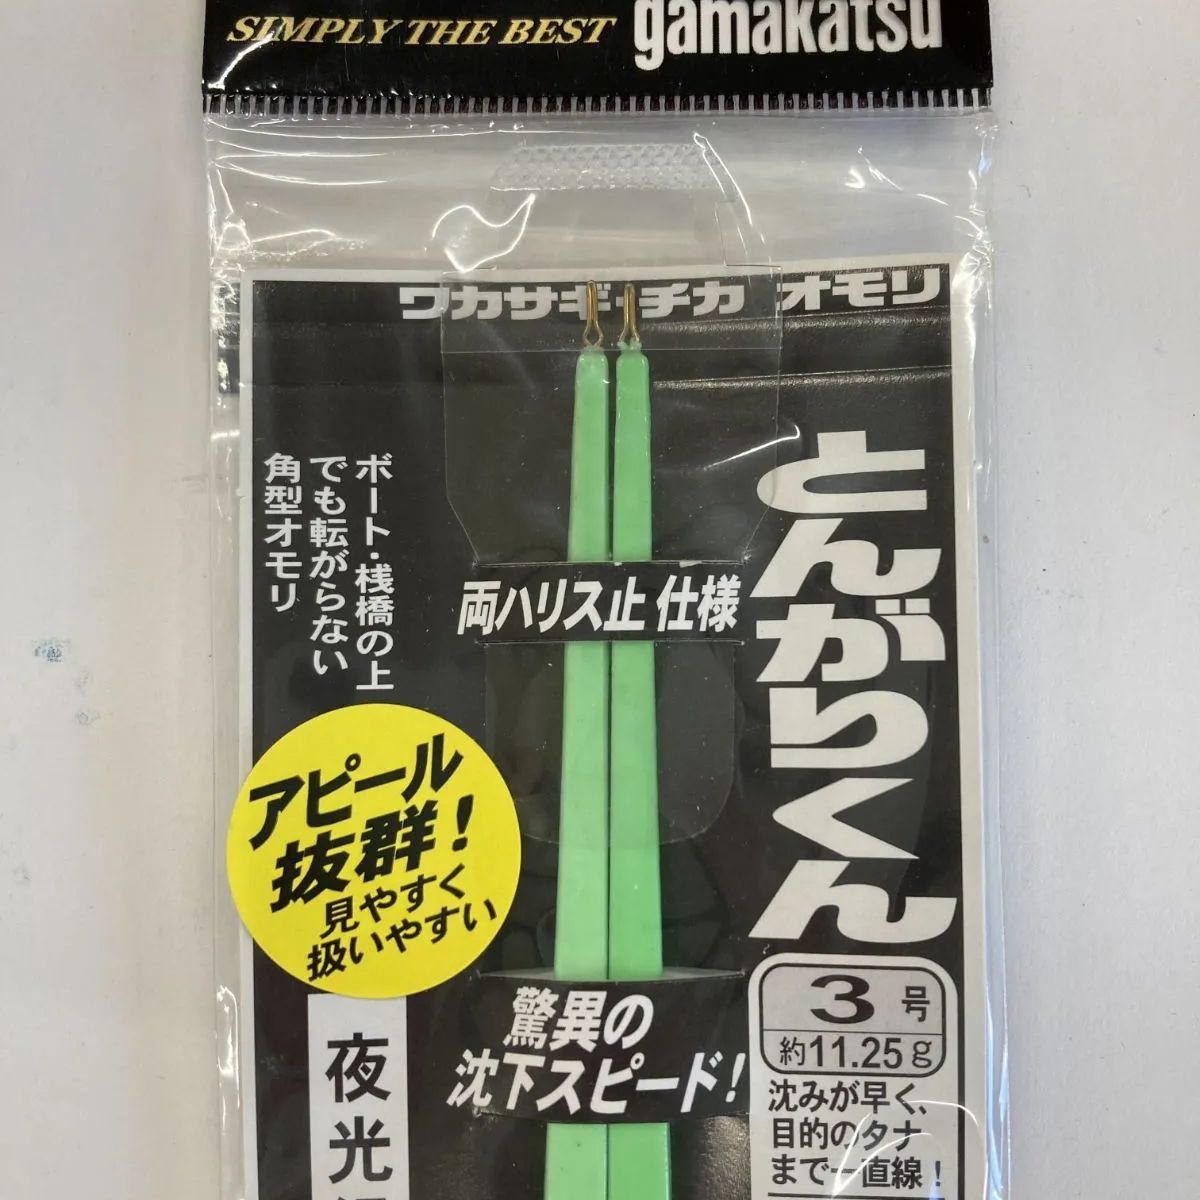 SIMPLY THE BEST
gamakatsu
ワカサギ・チカ オモリ
とんがりくん
ボート・桟橋の上
でも転がらない
角型オモリ
両ハリス止 仕様
アピール
抜群!
見やすく
扱いやすい
驚異の
沈下スピード!
3号
約11.25g
沈みが早く、
目的のタナ
まで一直線!
夜光